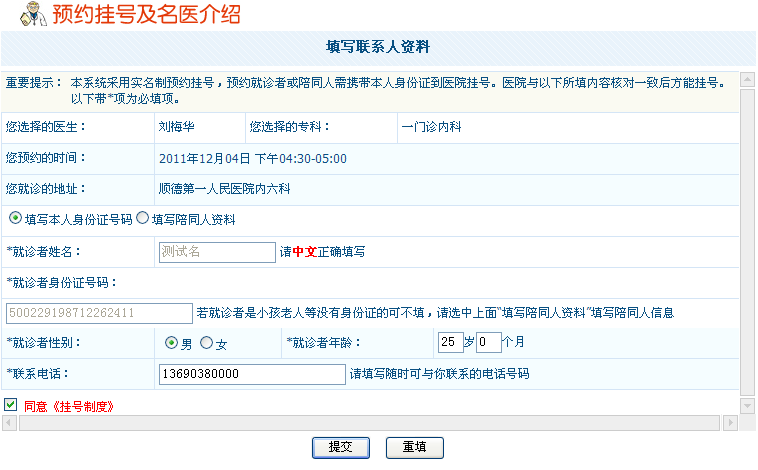 预约挂号及名医介绍
填写联系人资料
重要提示： 本系统采用实名制预约挂号，预约就诊者或陪同人需携带本人身份证到医院挂号。医院与以下所填内容核对一致后方能挂号。
以下带*项为必填项。
您选择的医生： 刘梅华 您选择的专科： 一门诊内科
您预约的时间： 2011年12月04日 下午04:30-05:00
您就诊的地址： 顺德第一人民医院内六科
填写本人身份证号码 填写陪同人资料
*就诊者姓名： 测试名 请中文正确填写
*就诊者身份证号码：
500229198712262411 若就诊者是小孩老人等没有身份证的可不填，请选中上面"填写陪同人资料"填写陪同人信息
*就诊者性别： 男 女 *就诊者年龄： 25 岁 0 个月
*联系电话： 13690380000 请填写随时可与你联系的电话号码
同意《挂号制度》
提交 重填